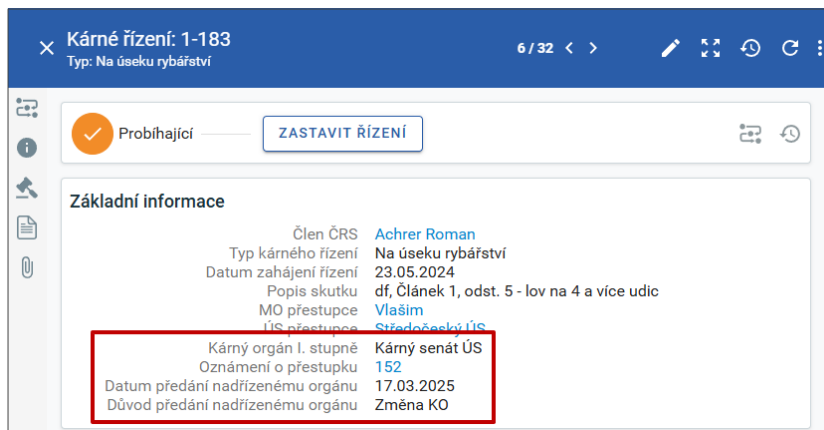 Kárné řízení: 1-183
Typ: Na úseku rybářství
6 / 32
Probíhající
ZASTAVIT ŘÍZENÍ
Základní informace
Člen ČRS Achrer Roman
Typ kárného řízení Na úseku rybářství
Datum zahájení řízení 23.05.2024
Popis skutku df, Článek 1, odst. 5 - lov na 4 a více udic
MO přestupce Vlašim
ÚS přestupce Středočeský ÚS
Kárný orgán I. stupně Kárný senát ÚS
Oznámení o přestupku 152
Datum předání nadřízenému orgánu 17.03.2025
Důvod předání nadřízenému orgánu Změna KO